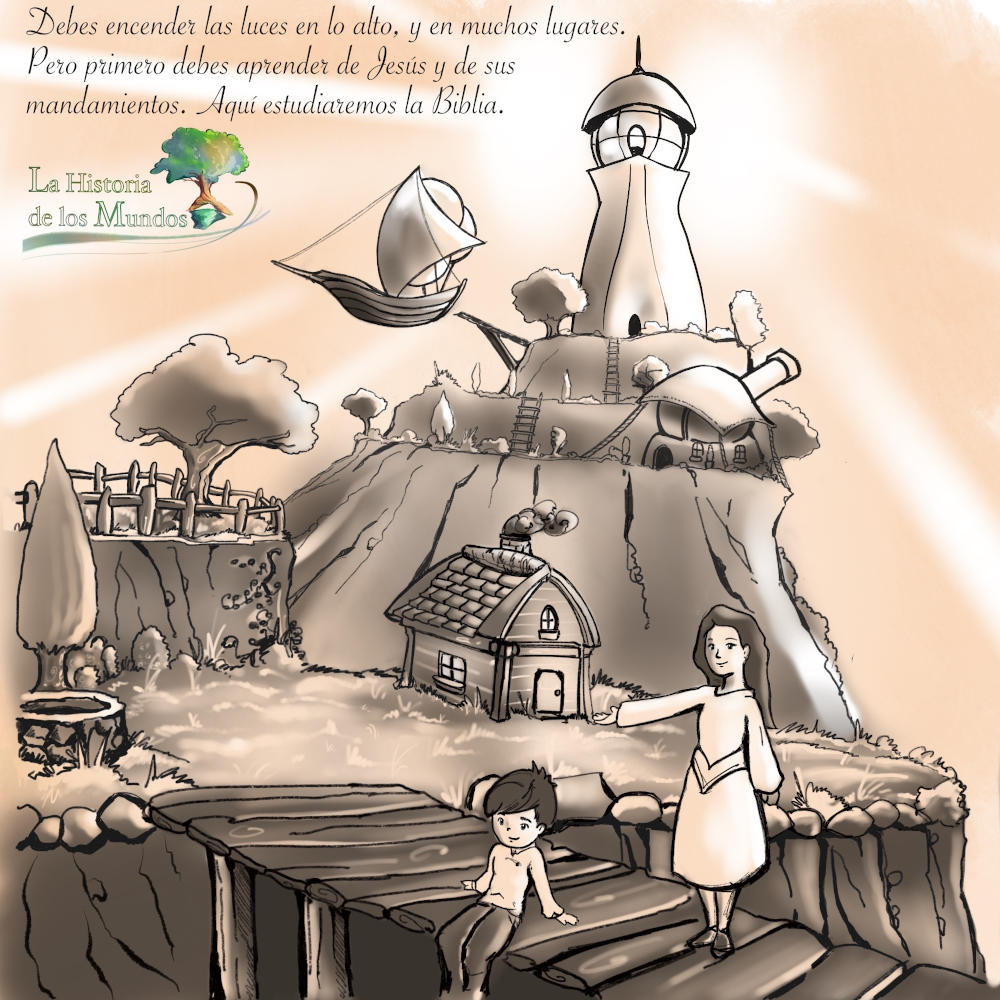 Debes encender las luces en lo alto, y en muchos lugares.
Pero primero debes aprender de Jesús y de sus
mandamientos. Aquí estudiaremos la Biblia.
La Historia
de los Mundos